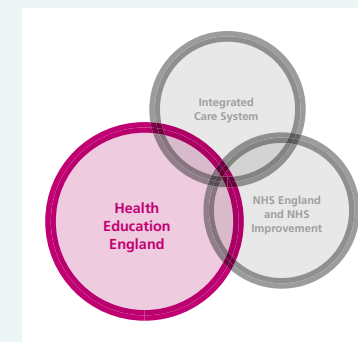 Integrated
Care System
NHS England
and NHS
Improvement
Health
Education
England